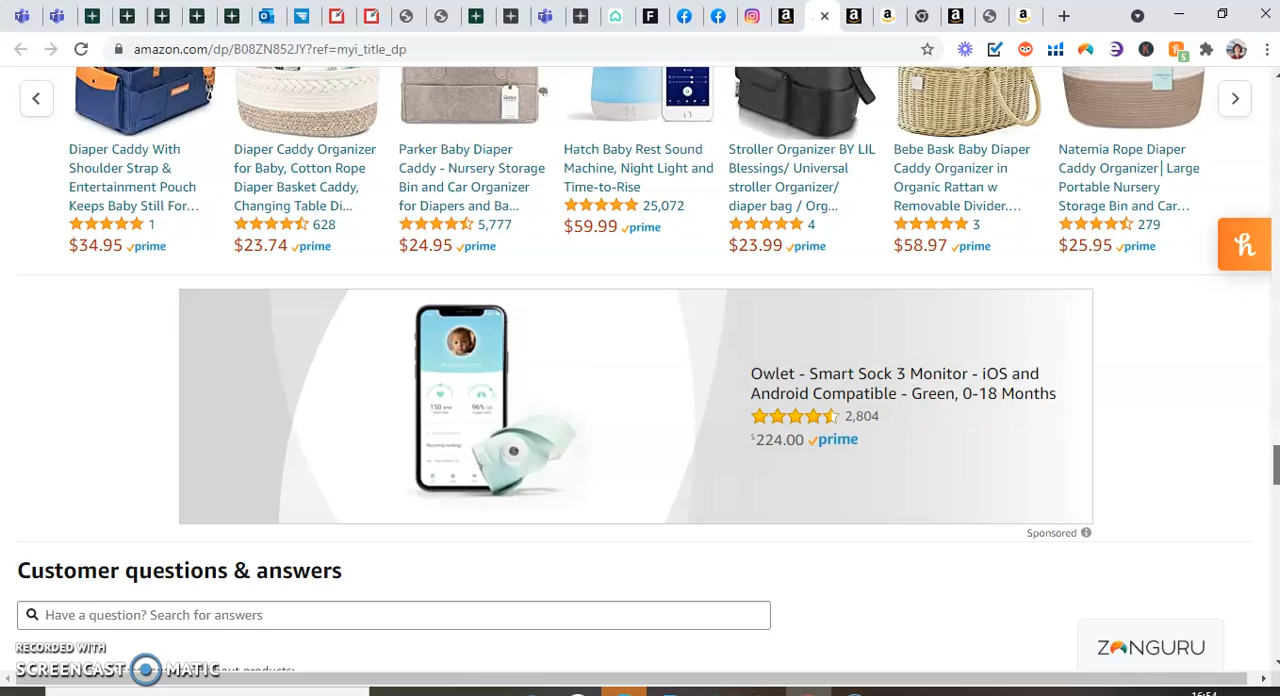 amazon.com/dp/B08ZN852JY?ref=myi_title_dp
5
Diaper Caddy With
Shoulder Strap &
Entertainment Pouch
Keeps Baby Still For...
1
$34.95 prime
Diaper Caddy Organizer
for Baby, Cotton Rope
Diaper Basket Caddy,
Changing Table Di...
628
$23.74 prime
Parker Baby Diaper
Caddy - Nursery Storage
Bin and Car Organizer
for Diapers and Ba...
5,777
$24.95 prime
Hatch Baby Rest Sound
Machine, Night Light and
Time-to-Rise
25,072
$59.99 prime
Stroller Organizer BY LIL
Blessings/ Universal
stroller Organizer/
diaper bag / Org...
4
$23.99 prime
Bebe Bask Baby Diaper
Caddy Organizer in
Organic Rattan w
Removable Divider....
3
$58.97 prime
Natemia Rope Diaper
Caddy Organizer│Large
Portable Nursery
Storage Bin and Car...
279
$25.95 prime
h
150
96%
Owlet - Smart Sock 3 Monitor - iOS and
Android Compatible - Green, 0-18 Months
2,804
$224.00 prime
Sponsored
Customer questions & answers
Have a question? Search for answers
ZONGURU
RECORDED WITH
SCREENCAST MATIC
products:
16:54